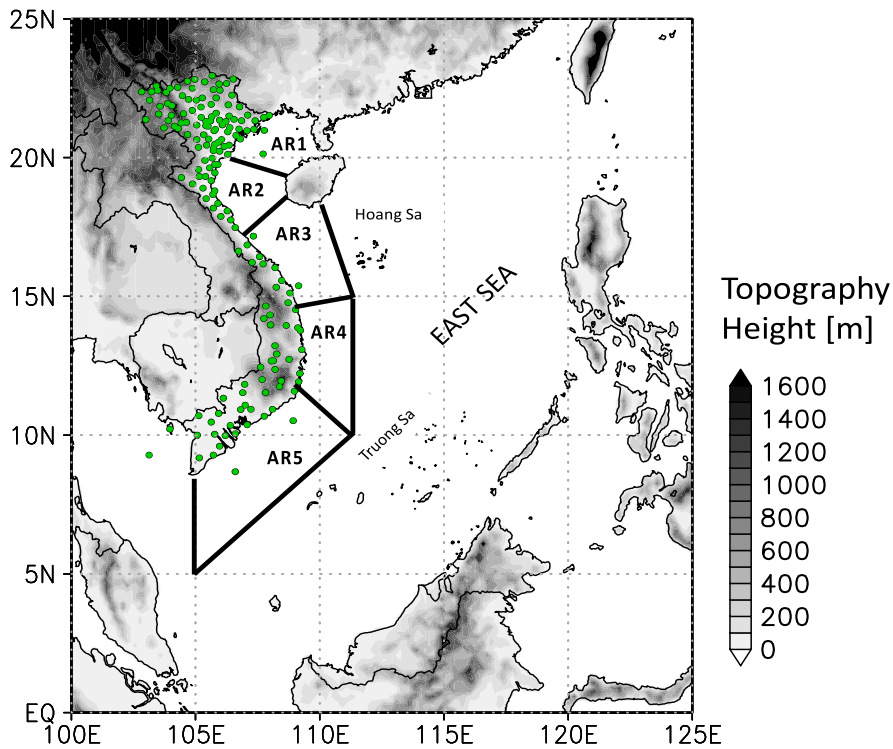 25N
20N
15N
10N
5N
EQ
100E
105E
110E
115E
120E
125E
AR1
AR2
AR3
Hoang Sa
AR4
EAST SEA
Truong Sa
AR5
Topography
Height [m]
1600
1400
1200
1000
800
600
400
200
0